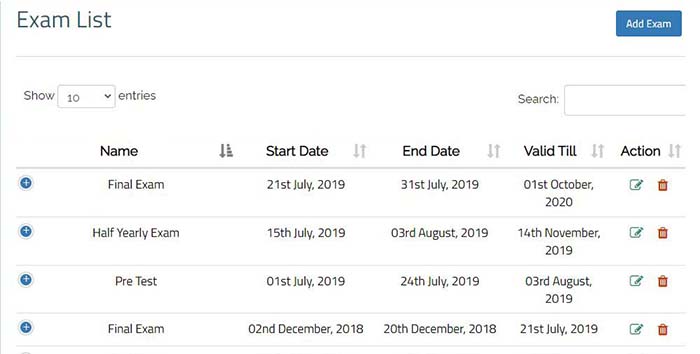 Exam List
Add Exam
Show 10 entries
Search:
Name Start Date End Date Valid Till Action
Final Exam 21st July, 2019 31st July, 2019 01st October,
2020
Half Yearly Exam 15th July, 2019 03rd August, 2019 14th November,
2019
Pre Test 01st July, 2019 24th July, 2019 03rd August,
2019
Final Exam 02nd December, 2018 20th December, 2018 21st July, 2019